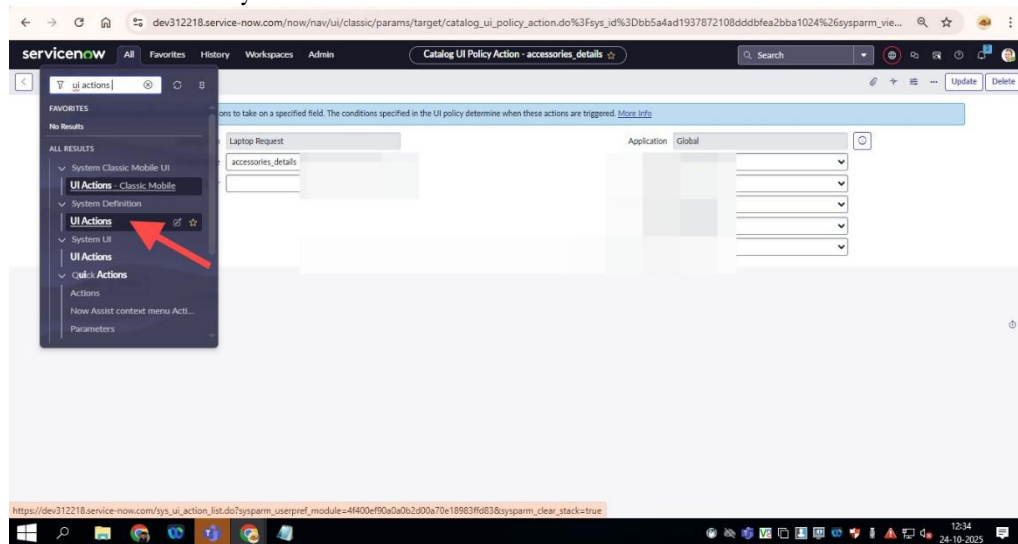 dev312218.service-now.com/now/nav/ui/classic/params/target/catalog_ui_policy_action.do%3Fsys_id%3Dbb5a4ad1937872108dddbfea2bba1024%26sysparm_vie...
servicenow All Favorites History Workspaces Admin Catalog UI Policy Action - accessories_details Search
ui actions Update Delete
FAVORITES
ons to take on a specified field. The conditions specified in the UI policy determine when these actions are triggered. More Info
No Results
Laptop Request Application Global
ALL RESULTS
accessories_details
System Classic Mobile UI
UI Actions - Classic Mobile
System Definition
UI Actions
System UI
UI Actions
Quick Actions
Actions
Now Assist context menu Acti...
Parameters
https://dev312218.service-now.com/sys_ui_action_list.do?sysparm_userpref_module=4f400ef90a0a0b2d00a70e18983ffd83&sysparm_clear_stack=true
12:34
24-10-2025